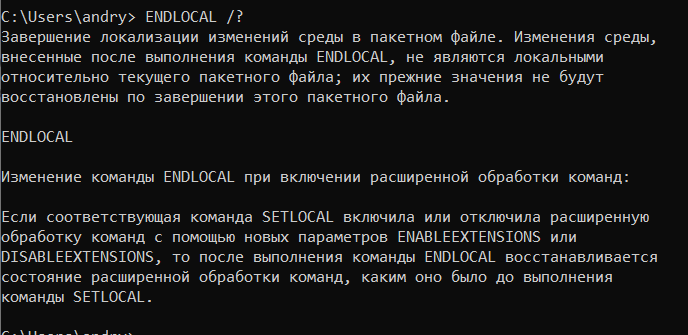 C:\Users\andry> ENDLOCAL /?
Завершение локализации изменений среды в пакетном файле. Изменения среды,
внесенные после выполнения команды ENDLOCAL, не являются локальными
относительно текущего пакетного файла; их прежние значения не будут
восстановлены по завершении этого пакетного файла.
ENDLOCAL
Изменение команды ENDLOCAL при включении расширенной обработки команд:
Если соответствующая команда SETLOCAL включила или отключила расширенную
обработку команд с помощью новых параметров ENABLEEXTENSIONS или
DISABLEEXTENSIONS, то после выполнения команды ENDLOCAL восстанавливается
состояние расширенной обработки команд, каким оно было до выполнения
команды SETLOCAL.
C:\Users\andry>